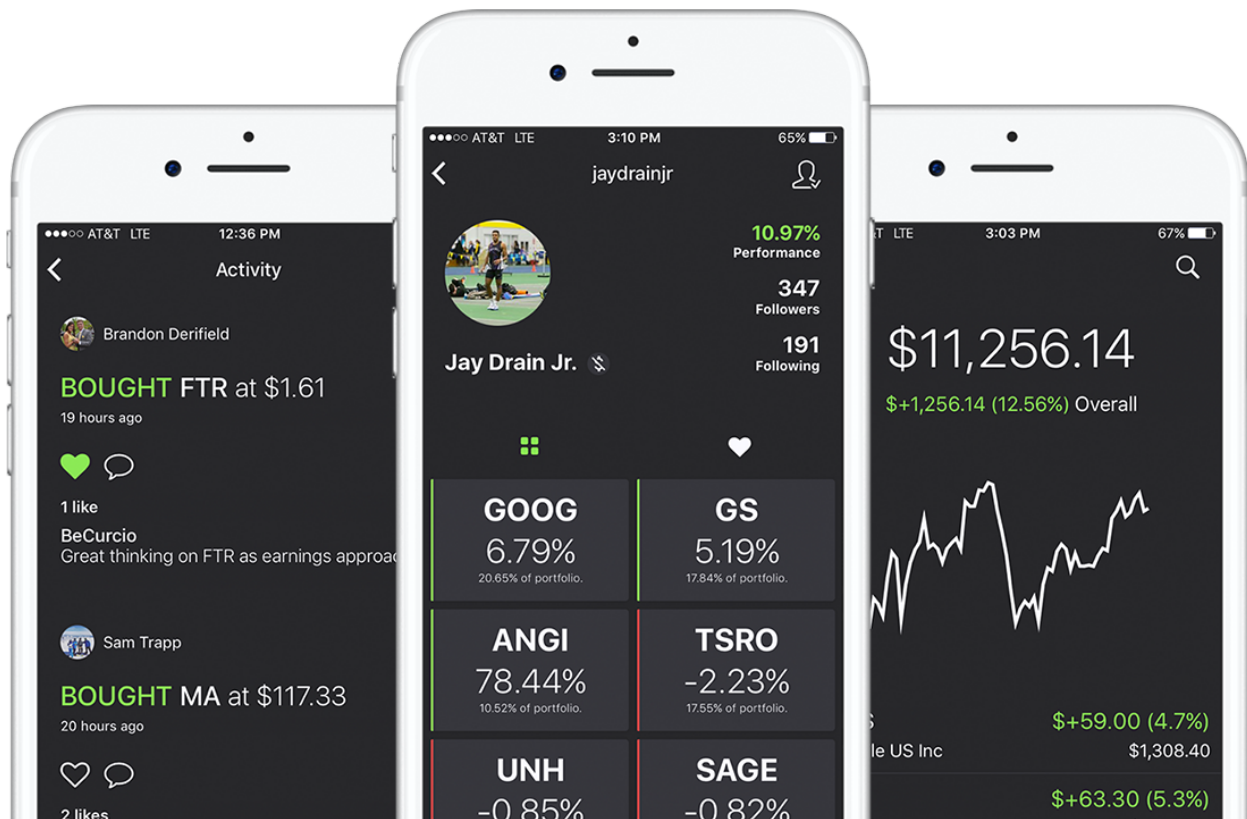 AT&T LTE 12:36 PM
Activity
Brandon Derifield
BOUGHT FTR at $1.61
19 hours ago
1 like
BeCurcio
Great thinking on FTR as earnings
Sam Trapp
BOUGHT MA at $117.33
20 hours ago
2 likes
AT&T LTE 3:10 PM 65%
jaydrainjr
10.97%
Performance
347
Followers
191
Following
Jay Drain Jr.
GOOG
6.79%
20.65% of portfolio.
GS
5.19%
17.84% of portfolio.
ANGI
78.44%
10.52% of portfolio.
TSRO
-2.23%
17.55% of portfolio.
UNH
-0.85%
SAGE
-0.82%
LTE 3:03 PM 67%
$11,256.14
$+1,256.14 (12.56%) Overall
$+59.00 (4.7%)
US Inc $1,308.40
$+63.30 (5.3%)